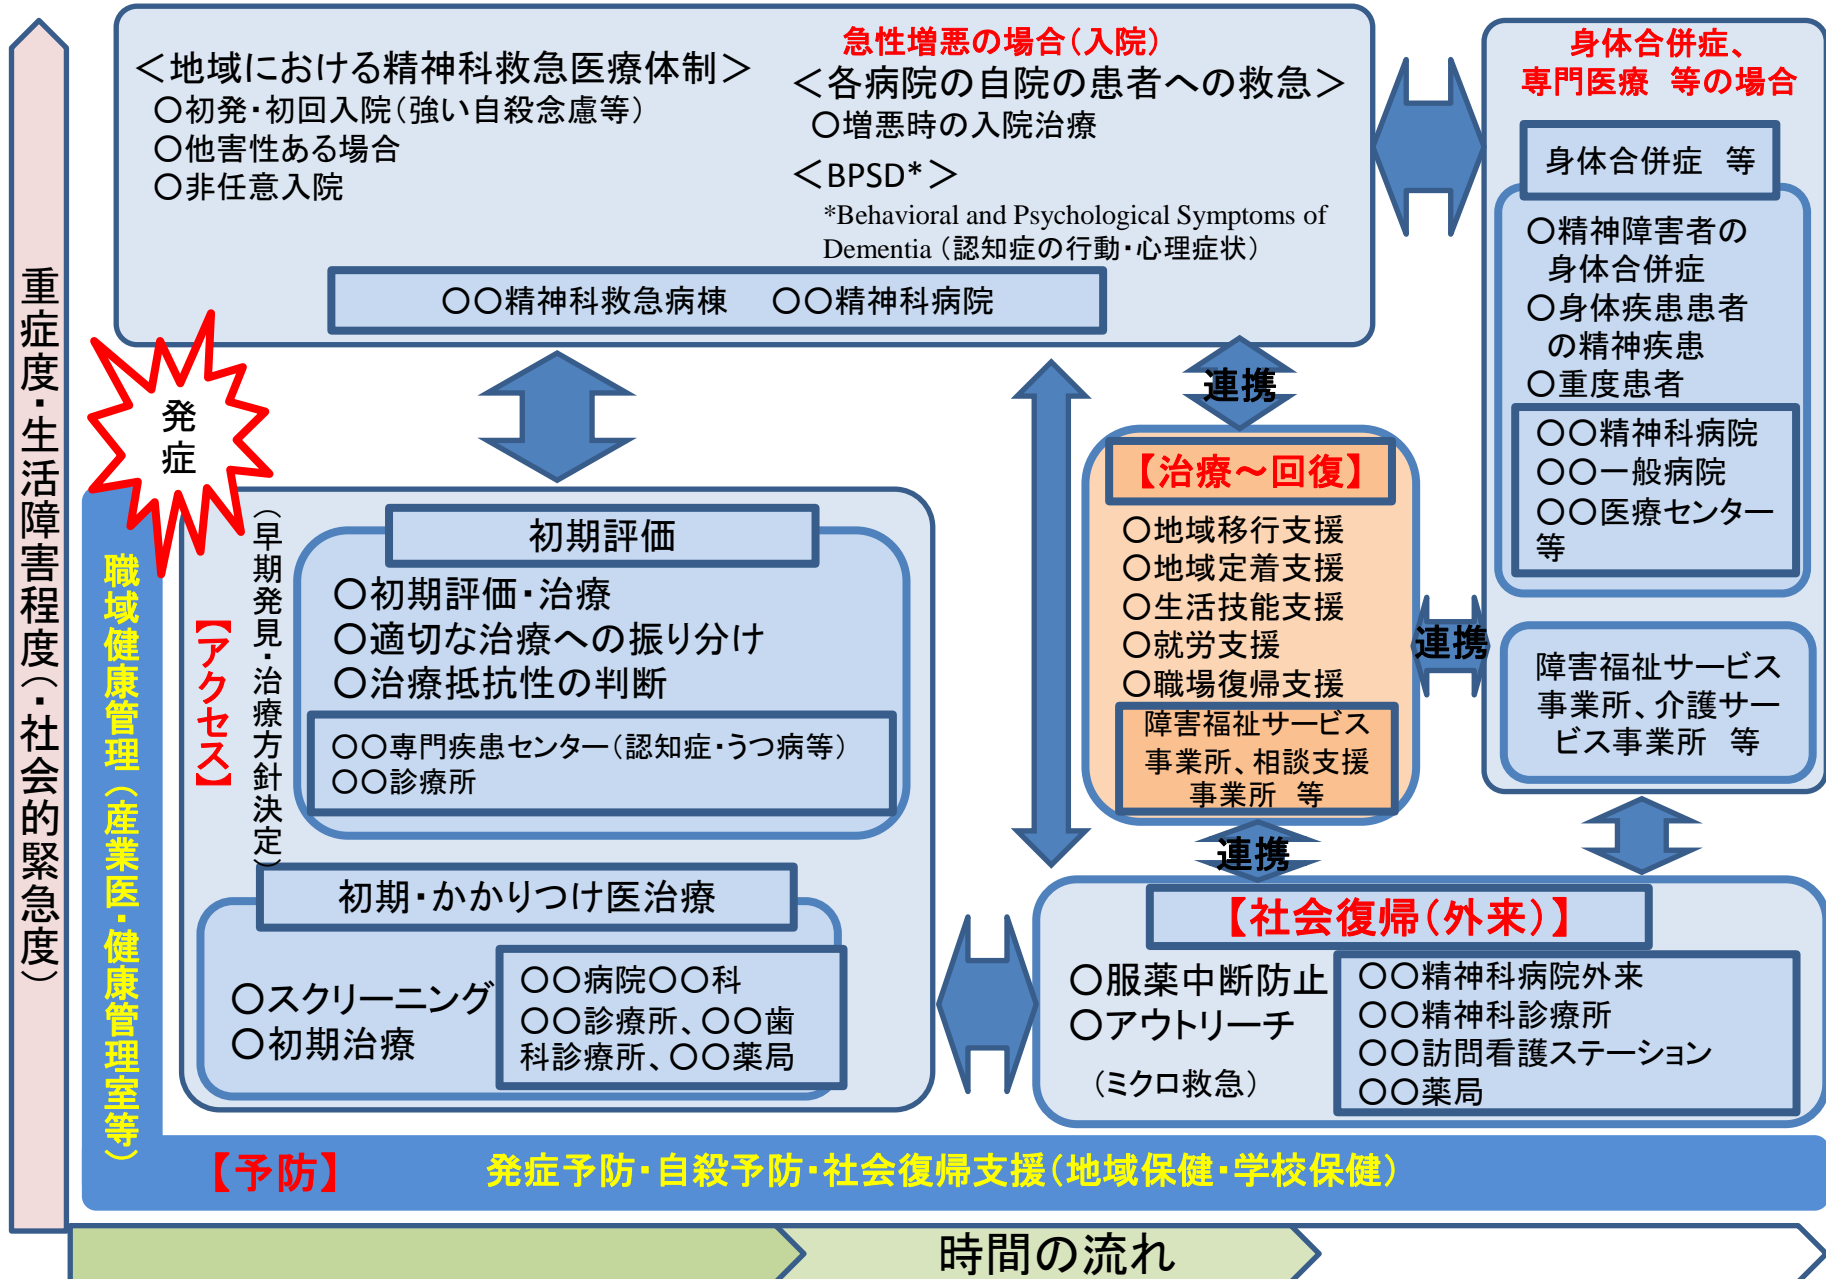 重症度・生活障害程度(・社会的緊急度)
<地域における精神科救急医療体制>
○初発・初回入院(強い自殺念慮等)
○他害性ある場合
○非任意入院
急性増悪の場合(入院)
<各病院の自院の患者への救急>
○増悪時の入院治療
<BPSD*>
*Behavioral and Psychological Symptoms of
Dementia(認知症の行動・心理症状)
○○精神科救急病棟 ○○精神科病院
身体合併症、
専門医療 等の場合
身体合併症 等
○精神障害者の
身体合併症
○身体疾患患者
の精神疾患
○重度患者
○○精神科病院
○○一般病院
○○医療センター
等
障害福祉サービス
事業所、介護サー
ビス事業所 等
発
症
職域健康管理(産業医・健康管理室等)
【アクセス】
(早期発見・治療方針決定)
初期評価
○初期評価・治療
○適切な治療への振り分け
○治療抵抗性の判断
○○専門疾患センター(認知症・うつ病等)
○○診療所
初期・かかりつけ医治療
○スクリーニング
○初期治療
○○病院○○科
○○診療所、○○歯
科診療所、○○薬局
連携
【治療~回復】
○地域移行支援
○地域定着支援
○生活技能支援
○就労支援
○職場復帰支援
障害福祉サービス
事業所、相談支援
事業所 等
連携
連携
【社会復帰(外来)】
○服薬中断防止
○アウトリーチ
(ミクロ救急)
○○精神科病院外来
○○精神科診療所
○○訪問看護ステーション
○○薬局
【予防】 発症予防・自殺予防・社会復帰支援(地域保健・学校保健)
時間の流れ